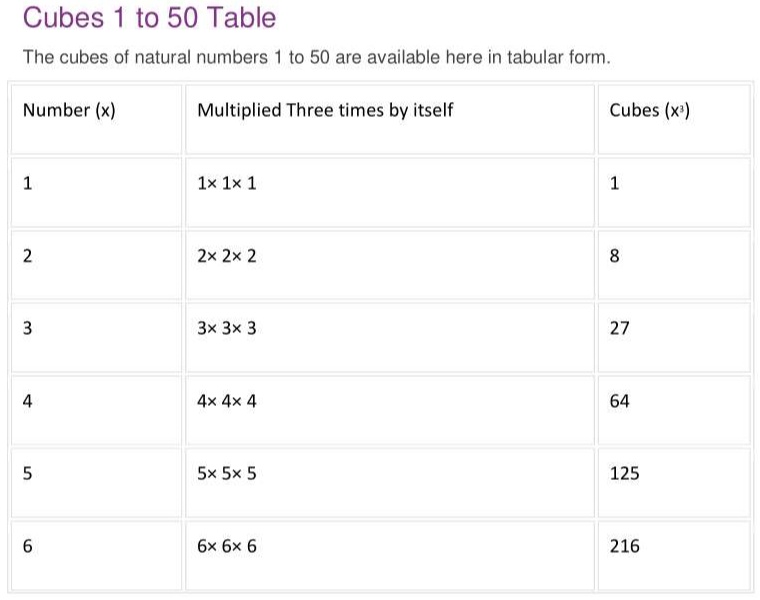 Cubes 1 to 50 Table
The cubes of natural numbers 1 to 50 are available here in tabular form.
Number (x) Multiplied Three times by itself Cubes (x³)
1 1× 1× 1 1
2 2× 2× 2 8
3 3× 3× 3 27
4 4× 4× 4 64
5 5× 5× 5 125
6 6× 6× 6 216